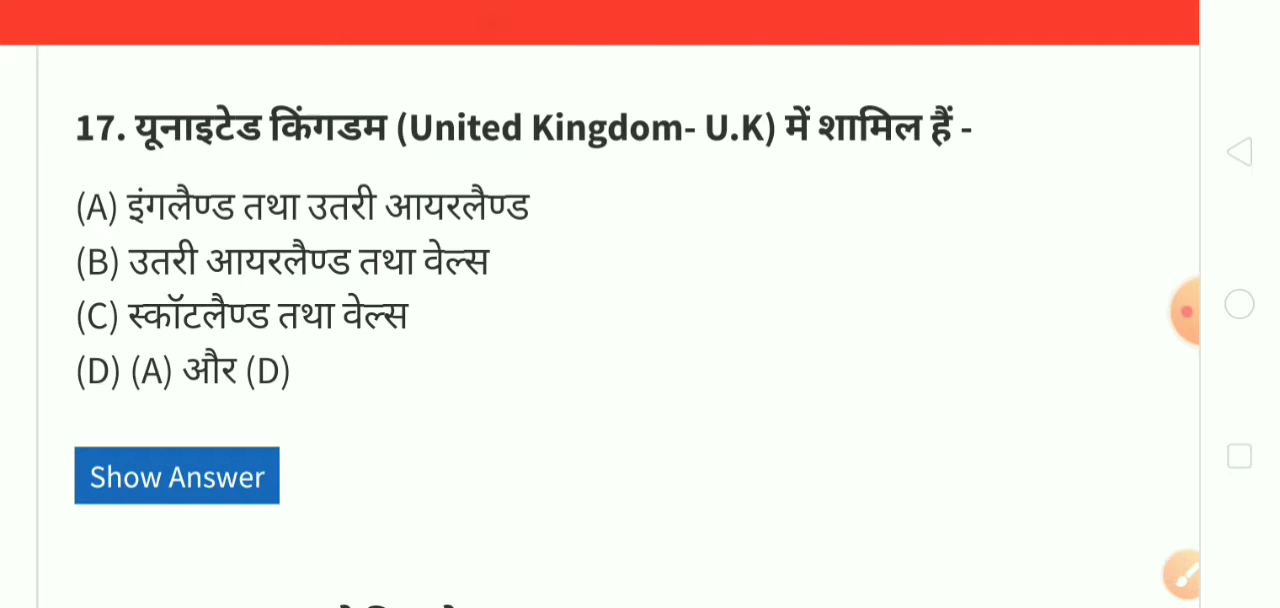 17. यूनाइटेड किंगडम (United Kingdom- U.K) में शामिल हैं -
(A) इंगलैण्ड तथा उतरी आयरलैण्ड
(B) उतरी आयरलैण्ड तथा वेल्स
(C) स्कॉटलैण्ड तथा वेल्स
(D) (A) और (D)
Show Answer